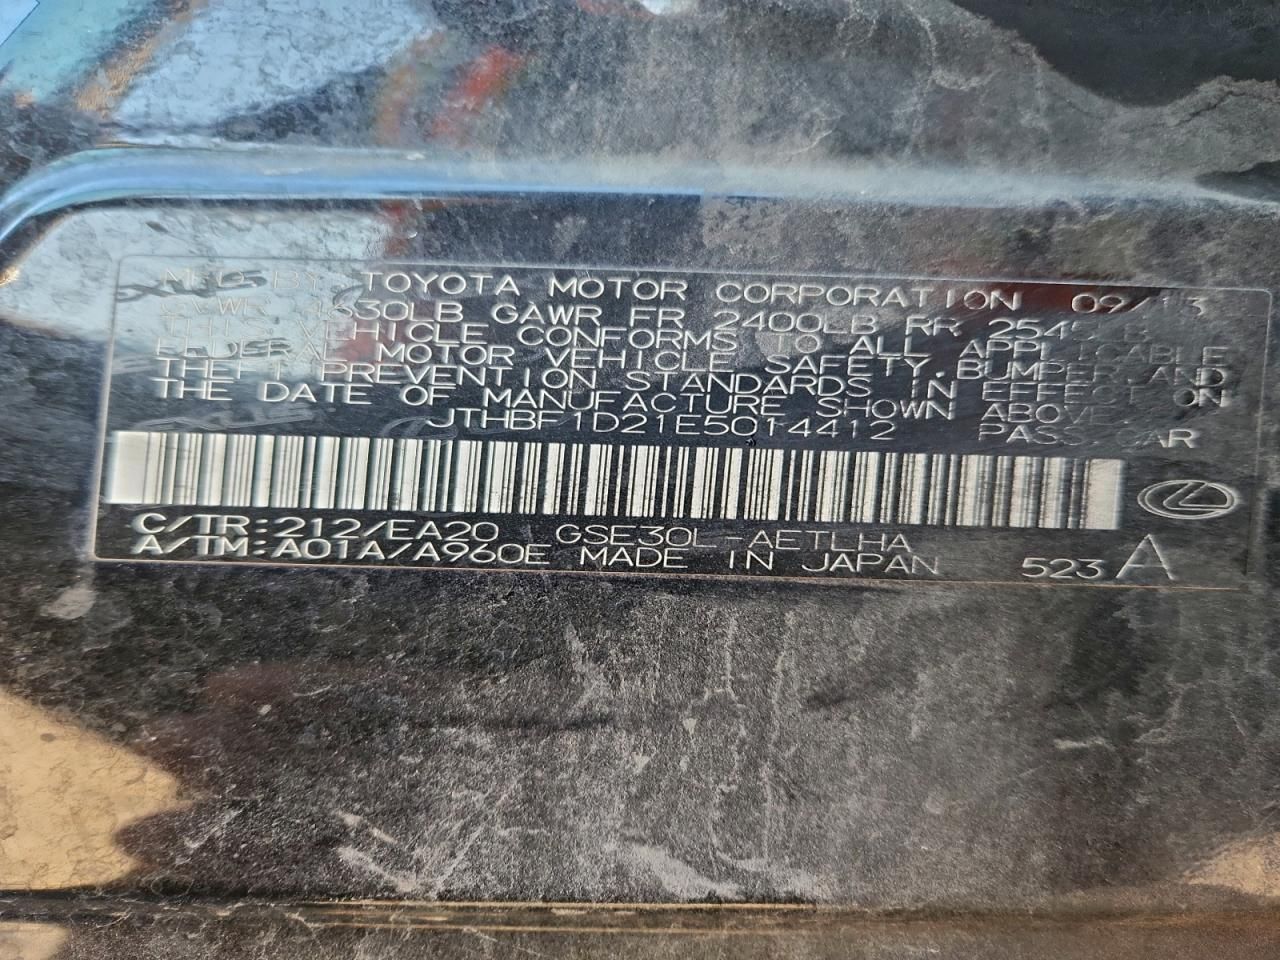 MFD BY: TOYOTA MOTOR CORPORATION 09/13
GVWR 4630LB GAWR FR 2400LB RR 2545LB
THIS VEHICLE CONFORMS TO ALL APPLICABLE
FEDERAL MOTOR VEHICLE SAFETY, BUMPER, AND
THEFT PREVENTION STANDARDS IN EFFECT ON
THE DATE OF MANUFACTURE SHOWN ABOVE.
JTHBF1D21E5014412 PASS. CAR
C/TR:212/EA20 GSE30L-AETLHA
A/TM:A01A/A960E MADE IN JAPAN 523 A